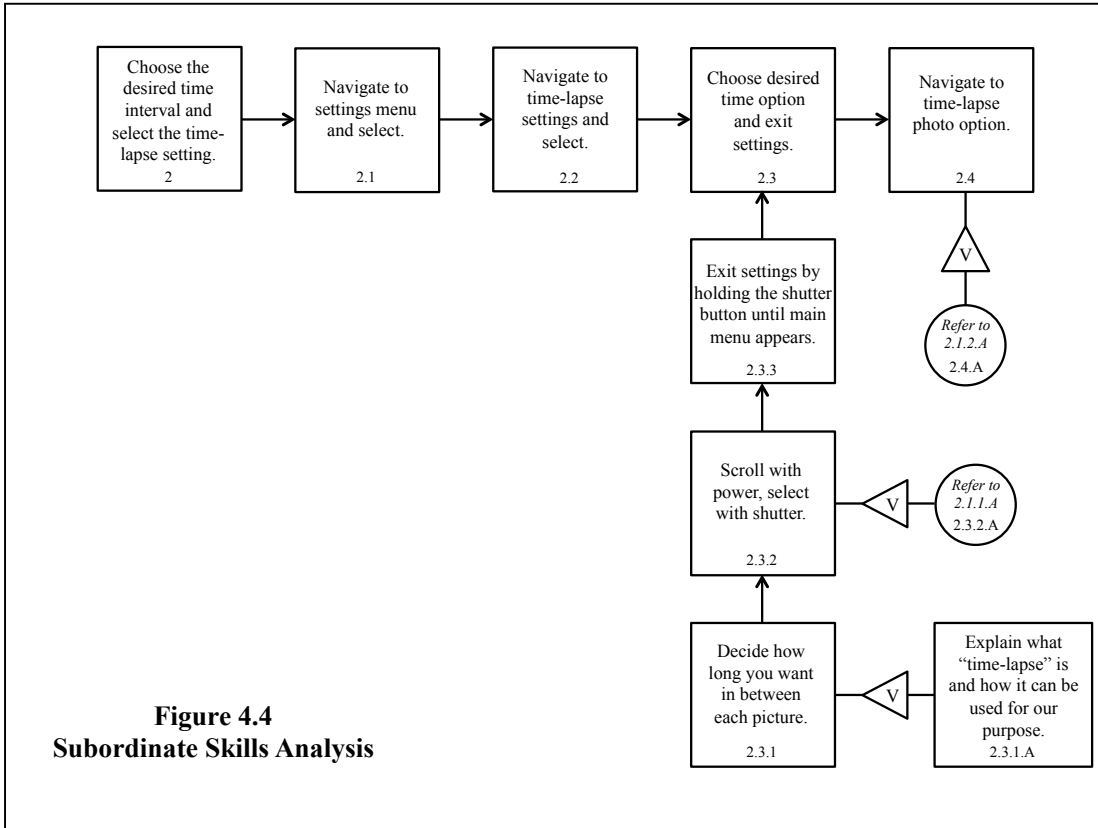 Choose the
desired time
interval and
select the time-
lapse setting.
2
Navigate to
settings menu
and select.
2.1
Navigate to
time-lapse
settings and
select.
2.2
Choose desired
time option
and exit
settings.
2.3
Navigate to
time-lapse
photo option.
2.4
V
Refer to
2.1.2.A
2.4.A
Exit settings by
holding the shutter
button until main
menu appears.
2.3.3
Scroll with
power, select
with shutter.
2.3.2
V
Refer to
2.1.1.A
2.3.2.A
Decide how
long you want
in between
each picture.
2.3.1
V
Explain what
“time-lapse” is
and how it can be
used for our
purpose.
2.3.1.A
Figure 4.4
Subordinate Skills Analysis